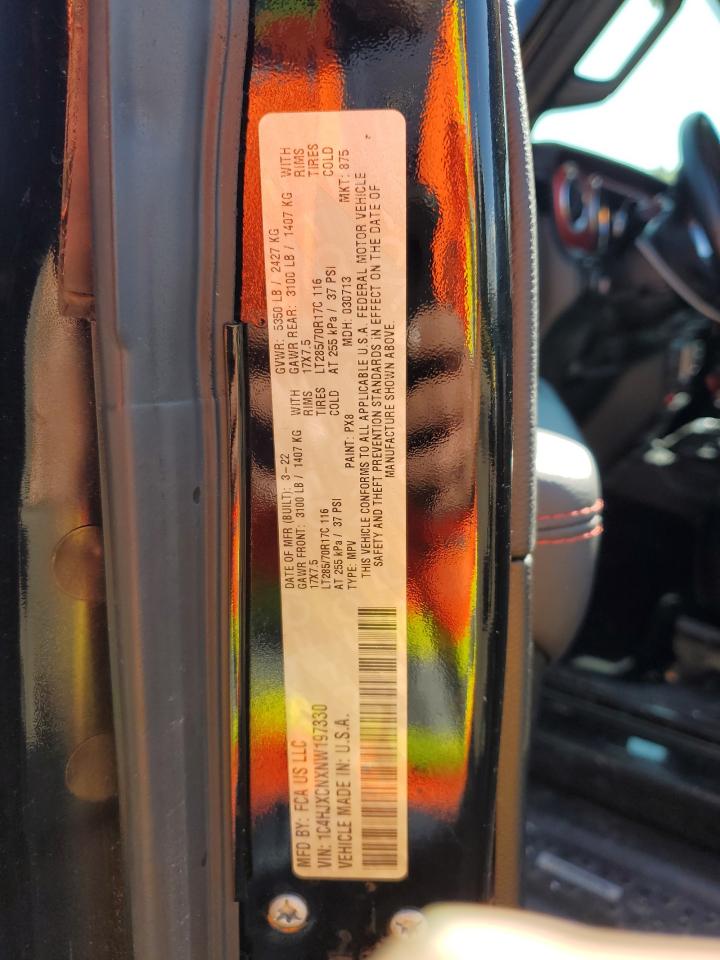 MFD BY: FCA US LLC
DATE OF MFR (BUILT): 3-22
GVWR: 5350 LB / 2427 KG
GAWR FRONT: 3100 LB / 1407 KG WITH
GAWR REAR: 3100 LB / 1407 KG WITH
17X7.5 RIMS
17X7.5 RIMS
LT285/70R17C 116 TIRES
LT285/70R17C 116 TIRES
AT 255 kPa / 37 PSI COLD
AT 255 kPa / 37 PSI COLD
VIN: 1C4HJXCNXNW197330
TYPE: MPV PAINT: PX8 MDH: 030713 MKT: 875
VEHICLE MADE IN: U.S.A.
THIS VEHICLE CONFORMS TO ALL APPLICABLE U.S.A. FEDERAL MOTOR VEHICLE
SAFETY AND THEFT PREVENTION STANDARDS IN EFFECT ON THE DATE OF
MANUFACTURE SHOWN ABOVE.